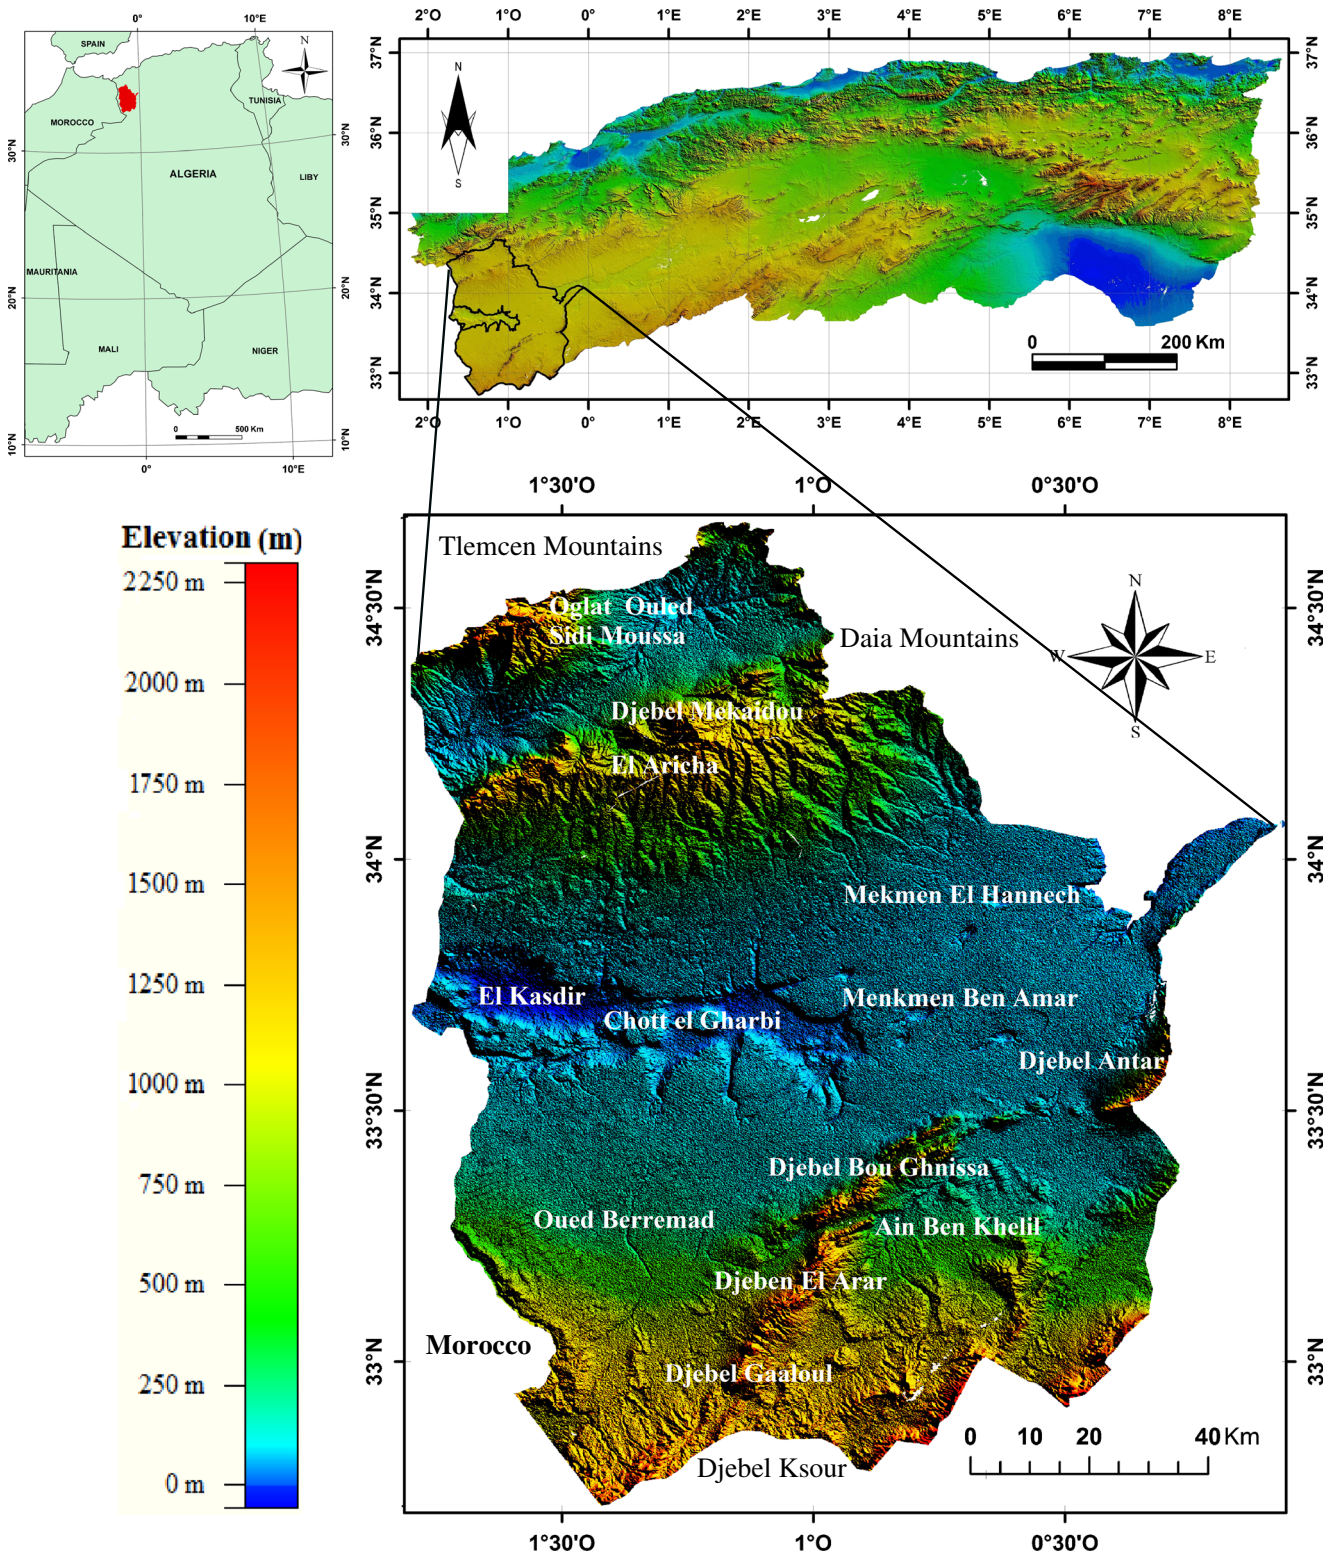 0°
10°E
SPAIN
N
TUNISIA
MOROCCO
30°N
30°N
ALGERIA
LIBY
MAURITANIA
20°N
20°N
MALI
NIGER
0
500 Km
10°N
10°N
0°
10°E
2°O
1°O
0°
1°E
2°E
3°E
4°E
5°E
6°E
7°E
8°E
37°N
37°N
N
36°N
36°N
S
35°N
35°N
34°N
34°N
0
200 Km
33°N
33°N
2°O
1°O
0°
1°E
2°E
3°E
4°E
5°E
6°E
7°E
8°E
Elevation (m)
2250 m
2000 m
1750 m
1500 m
1250 m
1000 m
750 m
500 m
250 m
0 m
1°30'O
1°O
0°30'O
Tlemcen Mountains
N
34°30'N
34°30'N
Oglat Ouled
Sidi Moussa
Daia Mountains
W
E
Djebel Mekaidou
S
El Aricha
34°N
34°N
Mekmen El Hannech
El Kasdir
Menkmen Ben Amar
Chott el Gharbi
Djebel Antar
33°30'N
33°30'N
Djebel Bou Ghnissa
Oued Berremad
Ain Ben Khelil
Djeben El Arar
Morocco
33°N
33°N
Djebel Gaaloul
0
10
20
40 Km
Djebel Ksour
1°30'O
1°O
0°30'O